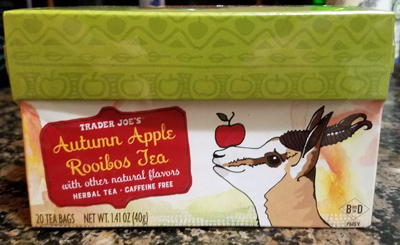 TRADER JOE'S®
Autumn Apple
Rooibos Tea
with other natural flavors
HERBAL TEA • CAFFEINE FREE
20 TEA BAGS NET WT. 1.41 OZ (40g)
B D